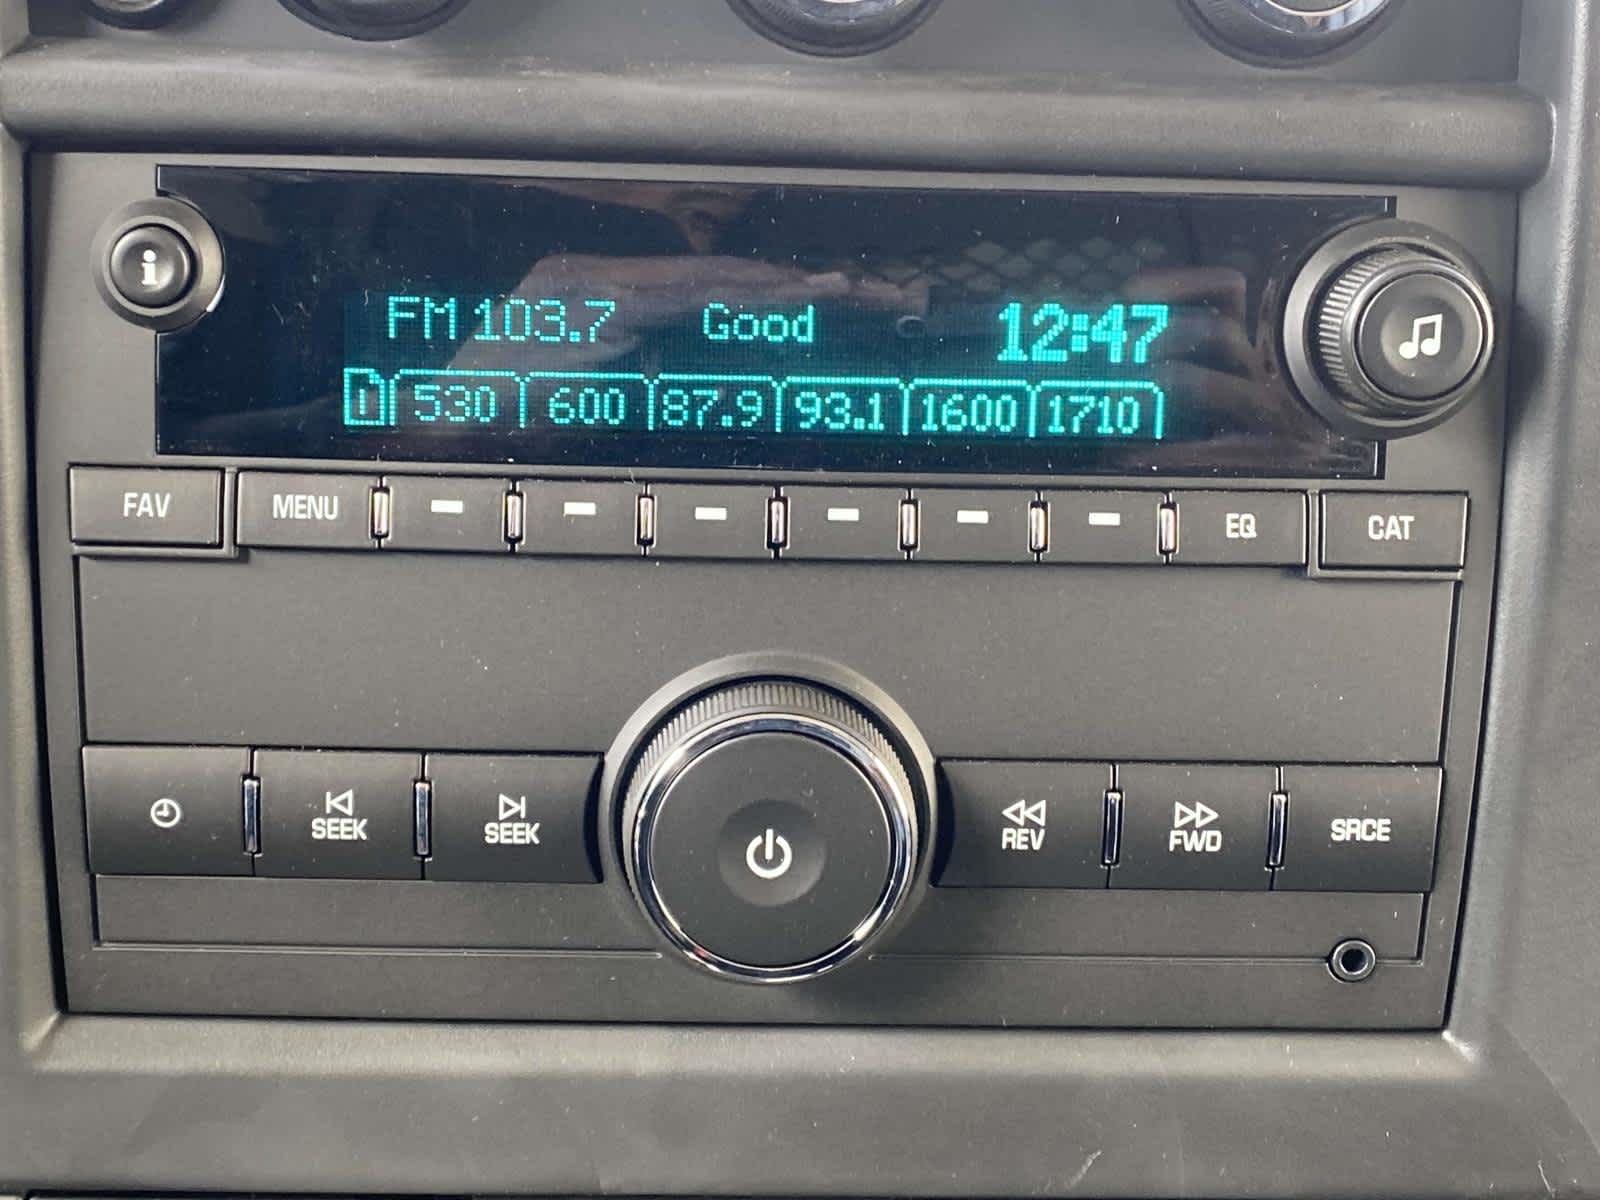 i
FM 103.7 Good 12:47
1 530 600 87.9 93.1 1600 1710
FAV MENU EQ CAT
SEEK SEEK REV FWD SRCE